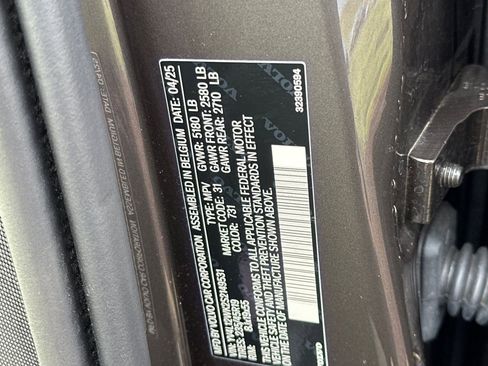 MFD BY VOLVO CAR CORPORATION ASSEMBLED IN BELGIUM DATE: 04/25
GVWR: 5180 LB
GAWR FRONT: 2580 LB
GAWR REAR: 2710 LB
TYPE: MPV
MARKET CODE: 31
COLOR: 731
THIS VEHICLE CONFORMS TO ALL APPLICABLE FEDERAL MOTOR
VEHICLE SAFETY AND THEFT PREVENTION STANDARDS IN EFFECT
ON THE DATE OF MANUFACTURE SHOWN ABOVE.
VOLVO
32390594